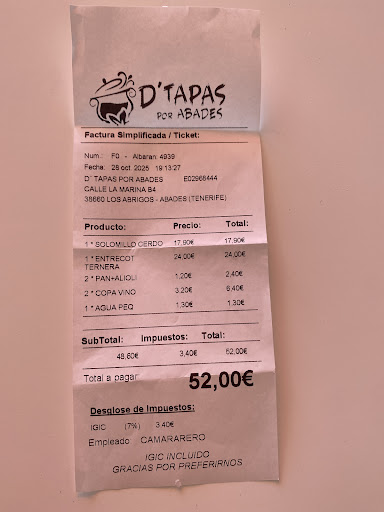 D'TAPAS
POR ABADES
Factura Simplificada / Ticket:
Num.: F0 - Albaran: 4939
Fecha: 28 oct. 2025 19:13:27
D´ TAPAS POR ABADES E02968444
CALLE LA MARINA B4
38660 LOS ABRIGOS - ABADES (TENERIFE)
Producto: Precio: Total:
1 * SOLOMILLO CERDO 17,90€ 17,90€
1 * ENTRECOT 24,00€ 24,00€
TERNERA
2 * PAN+ALIOLI 1,20€ 2,40€
2 * COPA VINO 3,20€ 6,40€
1 * AGUA PEQ 1,30€ 1,30€
SubTotal: Impuestos: Total:
48,60€ 3,40€ 52,00€
Total a pagar 52,00€
Desglose de Impuestos:
IGIC (7%) 3,40€
Empleado CAMARARERO
IGIC INCLUIDO
GRACIAS POR PREFERIRNOS